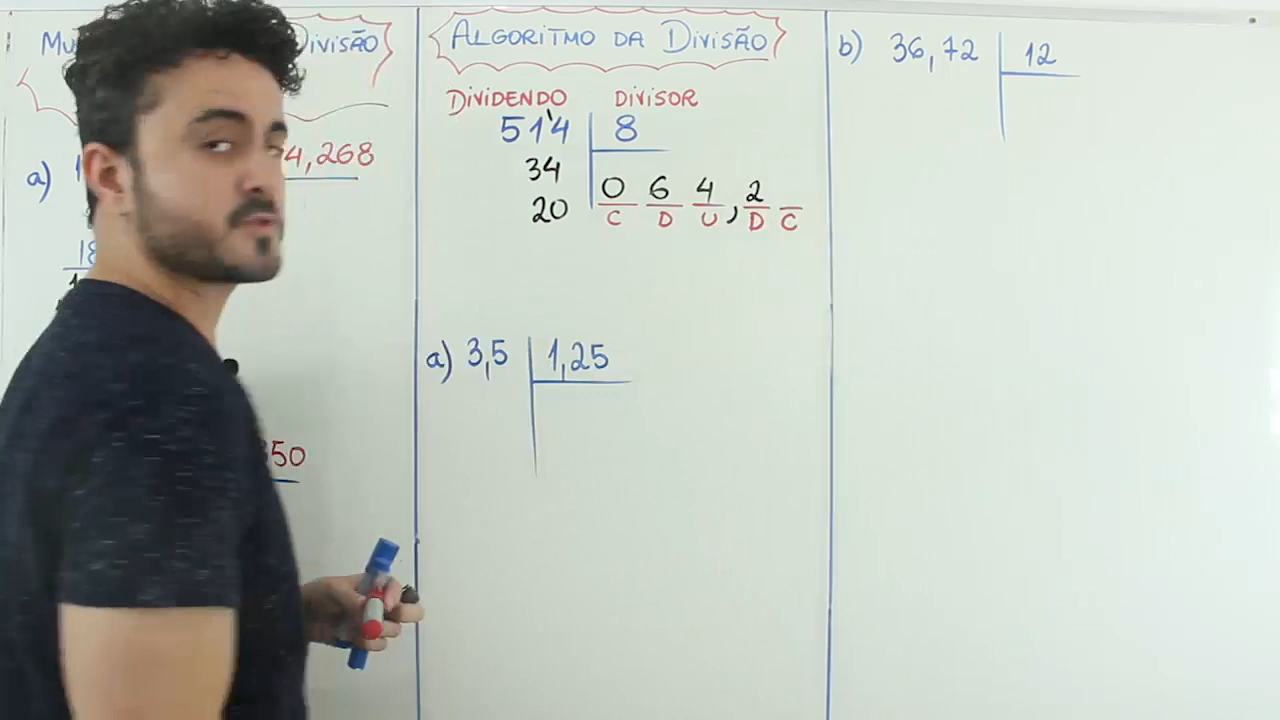 DIVISÃO
4,268
a)
18
50
ALGORITMO DA DIVISÃO
DIVIDENDO DIVISOR
514 8
34
20
0 6 4, 2
C D U D C
a) 3,5 1,25
b) 36,72 12